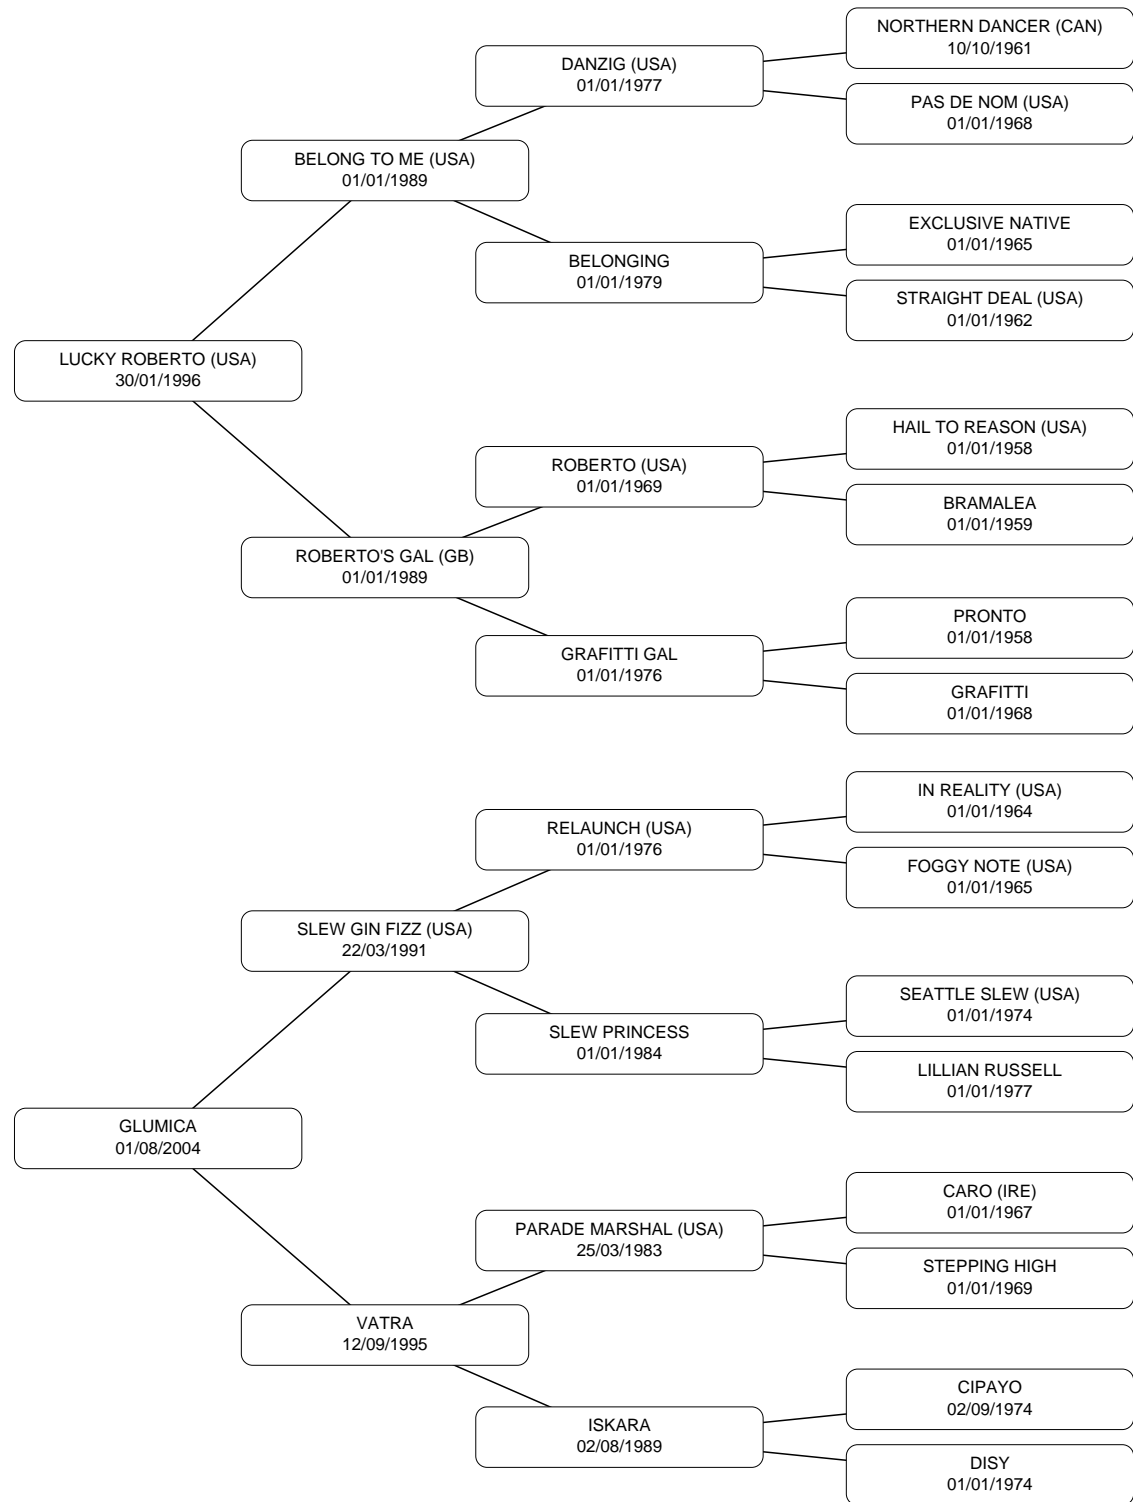 NORTHERN DANCER (CAN)
10/10/1961
DANZIG (USA)
01/01/1977
PAS DE NOM (USA)
01/01/1968
BELONG TO ME (USA)
01/01/1989
EXCLUSIVE NATIVE
01/01/1965
BELONGING
01/01/1979
STRAIGHT DEAL (USA)
01/01/1962
LUCKY ROBERTO (USA)
30/01/1996
HAIL TO REASON (USA)
01/01/1958
ROBERTO (USA)
01/01/1969
BRAMALEA
01/01/1959
ROBERTO'S GAL (GB)
01/01/1989
PRONTO
01/01/1958
GRAFITTI GAL
01/01/1976
GRAFITTI
01/01/1968
IN REALITY (USA)
01/01/1964
RELAUNCH (USA)
01/01/1976
FOGGY NOTE (USA)
01/01/1965
SLEW GIN FIZZ (USA)
22/03/1991
SEATTLE SLEW (USA)
01/01/1974
SLEW PRINCESS
01/01/1984
LILLIAN RUSSELL
01/01/1977
GLUMICA
01/08/2004
CARO (IRE)
01/01/1967
PARADE MARSHAL (USA)
25/03/1983
STEPPING HIGH
01/01/1969
VATRA
12/09/1995
CIPAYO
02/09/1974
ISKARA
02/08/1989
DISY
01/01/1974